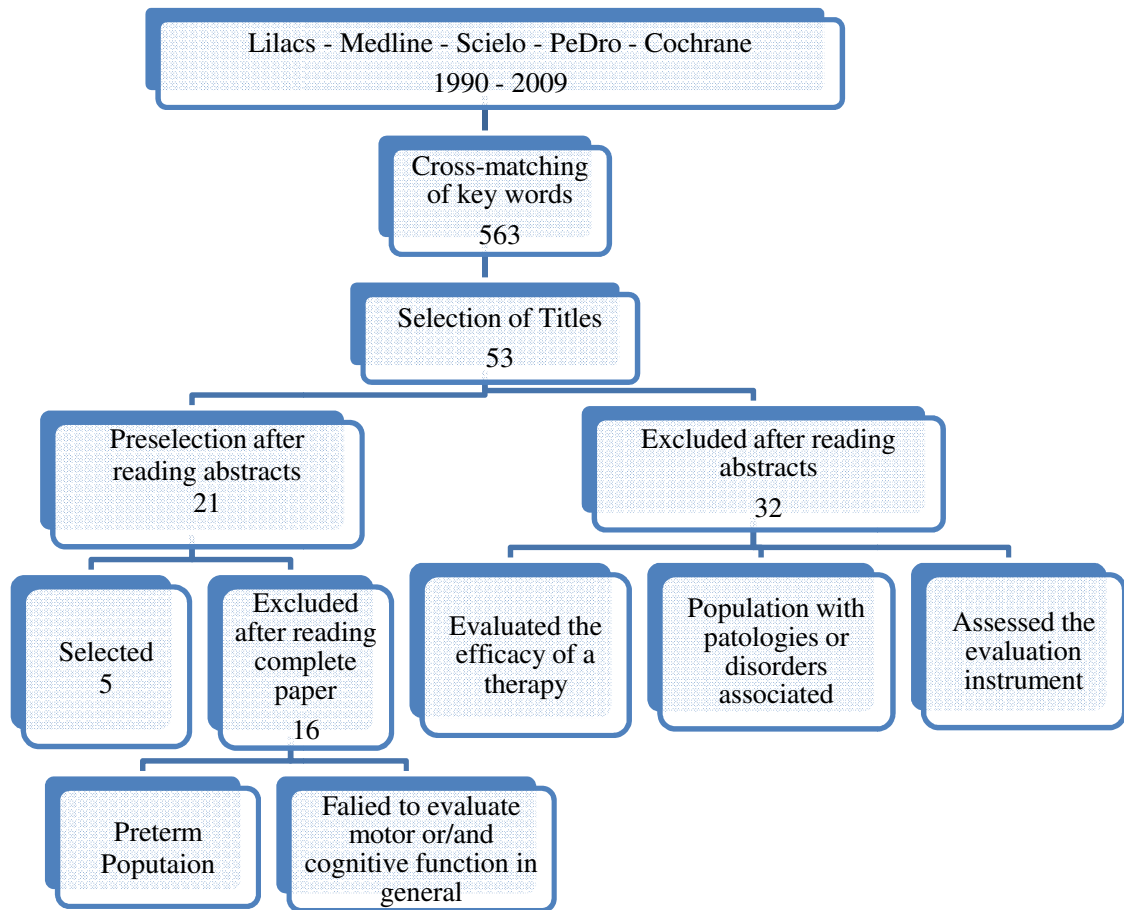 Lilacs - Medline - Scielo - PeDro - Cochrane
1990 - 2009
Cross-matching
of key words
563
Selection of Titles
53
Preselection after
reading abstracts
21
Excluded after reading
abstracts
32
Selected
5
Excluded
after reading
complete
paper
16
Evaluated the
efficacy of a
therapy
Population with
patologies or
disorders
associated
Assessed the
evaluation
instrument
Preterm
Poputaion
Falied to evaluate
motor or/and
cognitive function in
general